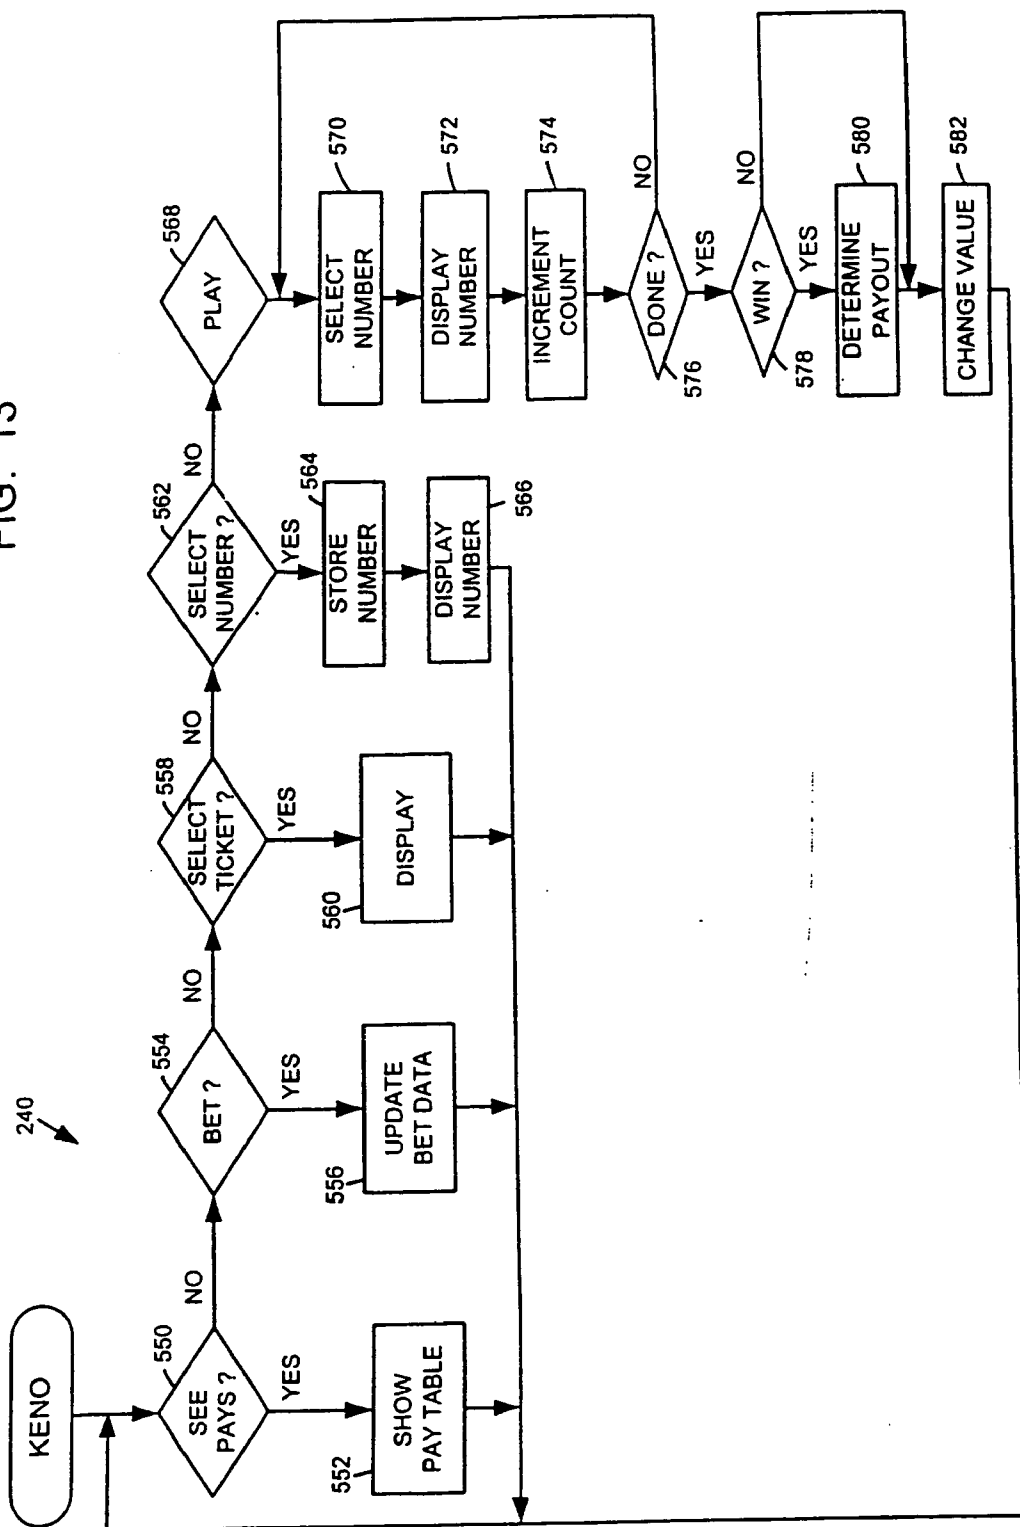 FIG. 13
240
KENO
550
SEE
PAYS ?
NO
YES
552
SHOW
PAY TABLE
554
BET ?
NO
YES
556
UPDATE
BET DATA
558
SELECT
TICKET ?
NO
YES
560
DISPLAY
562
SELECT
NUMBER ?
NO
YES
564
STORE
NUMBER
566
DISPLAY
NUMBER
568
PLAY
570
SELECT
NUMBER
572
DISPLAY
NUMBER
574
INCREMENT
COUNT
576
DONE ?
NO
YES
578
WIN ?
NO
YES
580
DETERMINE
PAYOUT
582
CHANGE VALUE